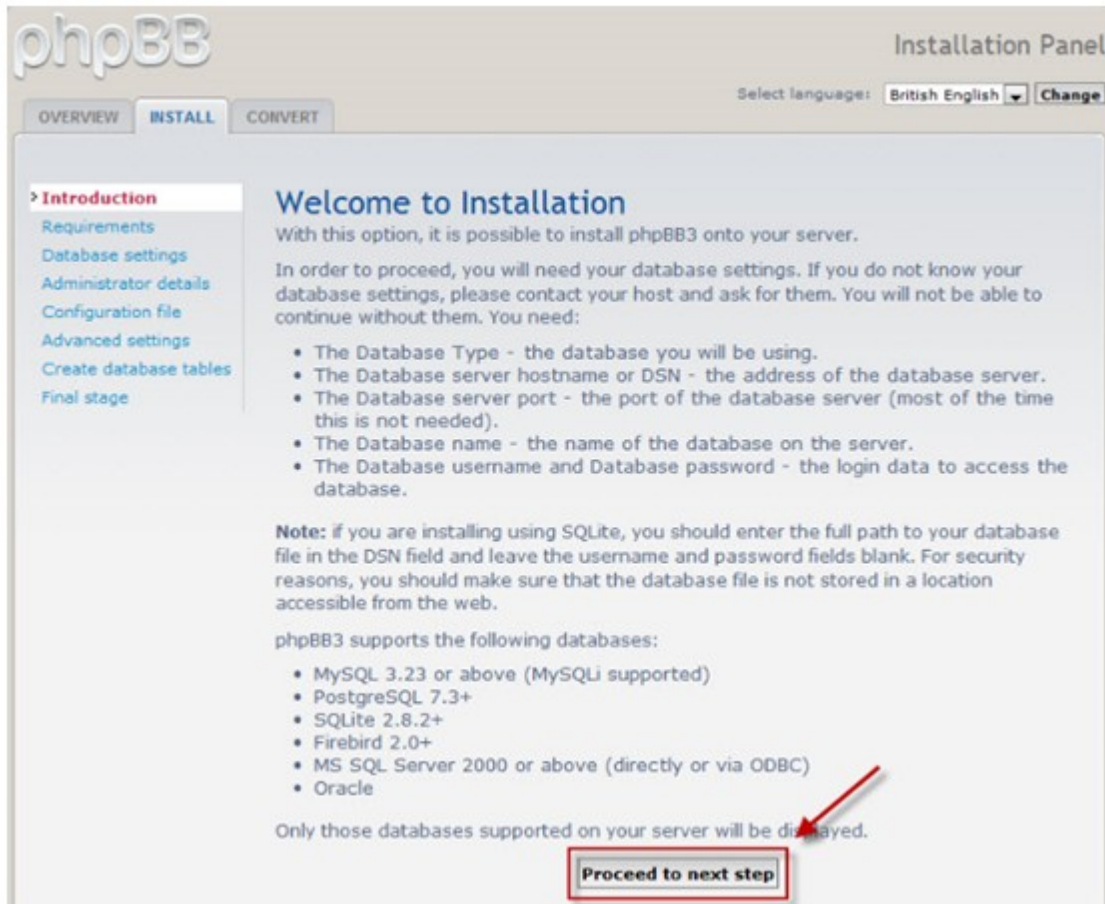 phpBB
Installation Panel
Select language: British English Change
OVERVIEW INSTALL CONVERT
Introduction
Requirements
Database settings
Administrator details
Configuration file
Advanced settings
Create database tables
Final stage
Welcome to Installation
With this option, it is possible to install phpBB3 onto your server.
In order to proceed, you will need your database settings. If you do not know your
database settings, please contact your host and ask for them. You will not be able to
continue without them. You need:
• The Database Type - the database you will be using.
• The Database server hostname or DSN - the address of the database server.
• The Database server port - the port of the database server (most of the time
this is not needed).
• The Database name - the name of the database on the server.
• The Database username and Database password - the login data to access the
database.
Note: if you are installing using SQLite, you should enter the full path to your database
file in the DSN field and leave the username and password fields blank. For security
reasons, you should make sure that the database file is not stored in a location
accessible from the web.
phpBB3 supports the following databases:
• MySQL 3.23 or above (MySQLi supported)
• PostgreSQL 7.3+
• SQLite 2.8.2+
• Firebird 2.0+
• MS SQL Server 2000 or above (directly or via ODBC)
• Oracle
Only those databases supported on your server will be displayed.
Proceed to next step